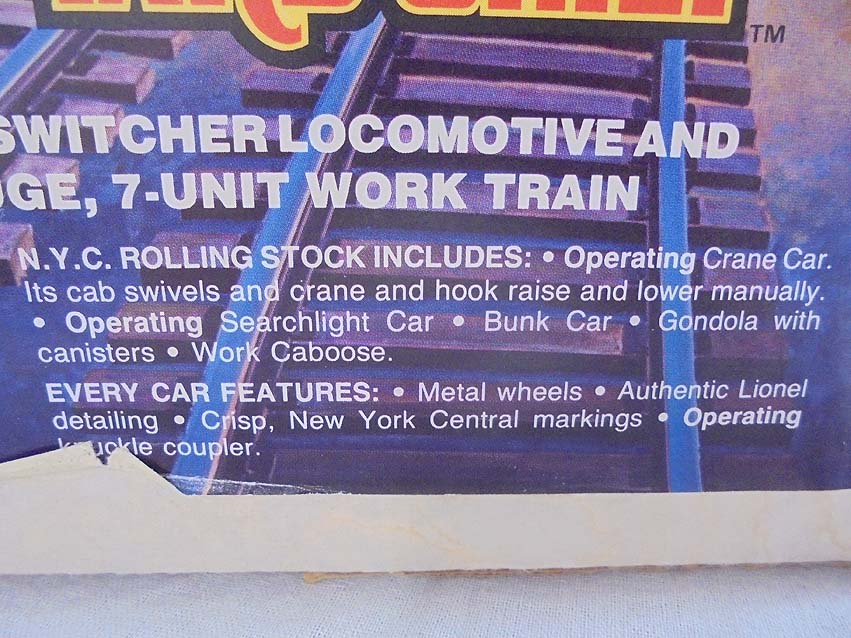 TM
SWITCHER LOCOMOTIVE AND
UGE, 7-UNIT WORK TRAIN
N.Y.C. ROLLING STOCK INCLUDES: • Operating Crane Car.
Its cab swivels and crane and hook raise and lower manually.
• Operating Searchlight Car • Bunk Car • Gondola with
canisters • Work Caboose.
EVERY CAR FEATURES: • Metal wheels • Authentic Lionel
detailing • Crisp, New York Central markings • Operating
knuckle coupler.